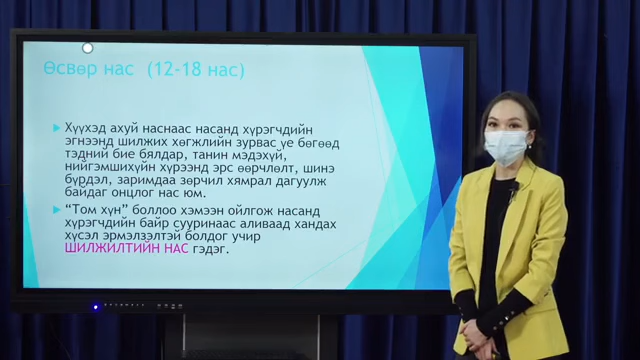 Өсвөр нас (12-18 нас)
Хүүхэд ахуй наснаас насанд хүрэгчдийн
эгнээнд шилжих хөгжлийн зурвас үе бөгөөд
тэдний бие бялдар, танин мэдэхүй,
нийгэмшихүйн хүрээнд эрс өөрчлөлт, шинэ
бүрдэл, заримдаа зөрчил хямрал дагуулж
байдаг онцлог нас юм.
“Том хүн” боллоо хэмээн ойлгож насанд
хүрэгчдийн байр сууринаас аливаад хандах
хүсэл эрмэлзэлтэй болдог учир
ШИЛЖИЛТИЙН НАС гэдэг.